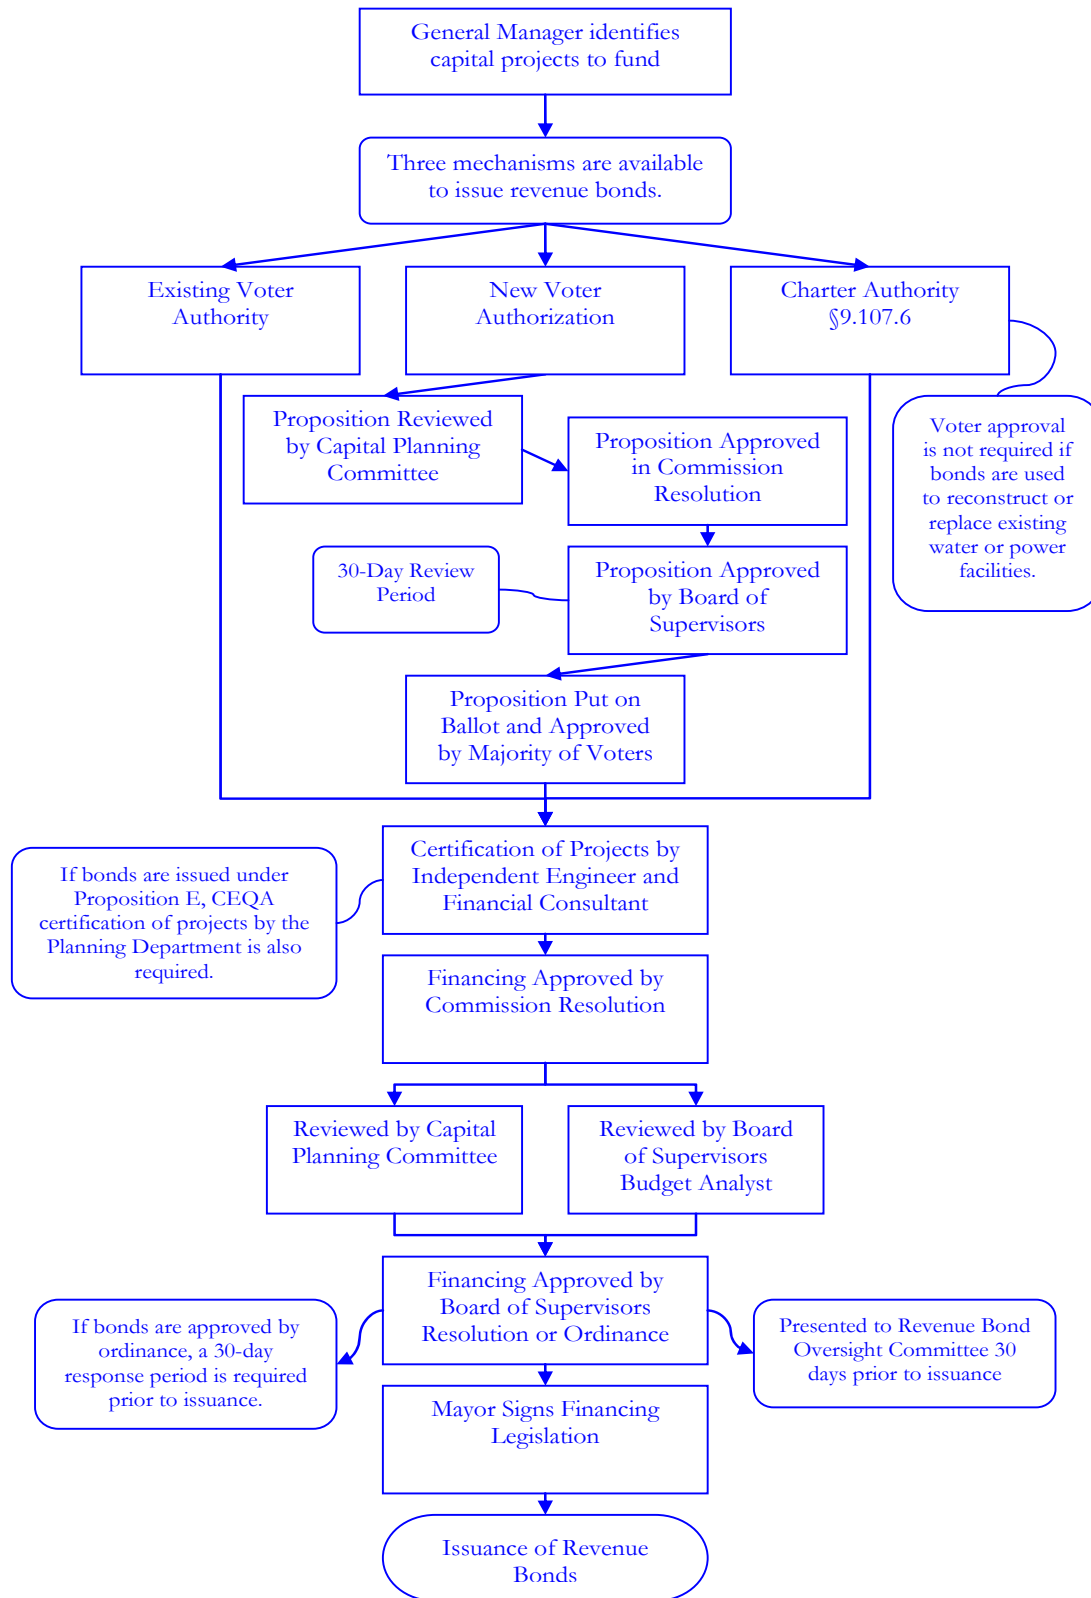 General Manager identifies
capital projects to fund
Three mechanisms are available
to issue revenue bonds.
Existing Voter
Authority
New Voter
Authorization
Charter Authority
§9.107.6
Proposition Reviewed
by Capital Planning
Committee
Proposition Approved
in Commission
Resolution
Voter approval
is not required if
bonds are used
to reconstruct or
replace existing
water or power
facilities.
30-Day Review
Period
Proposition Approved
by Board of
Supervisors
Proposition Put on
Ballot and Approved
by Majority of Voters
Certification of Projects by
Independent Engineer and
Financial Consultant
If bonds are issued under
Proposition E, CEQA
certification of projects by the
Planning Department is also
required.
Financing Approved by
Commission Resolution
Reviewed by Capital
Planning Committee
Reviewed by Board
of Supervisors
Budget Analyst
Financing Approved by
Board of Supervisors
Resolution or Ordinance
If bonds are approved by
ordinance, a 30-day
response period is required
prior to issuance.
Presented to Revenue Bond
Oversight Committee 30
days prior to issuance
Mayor Signs Financing
Legislation
Issuance of Revenue
Bonds